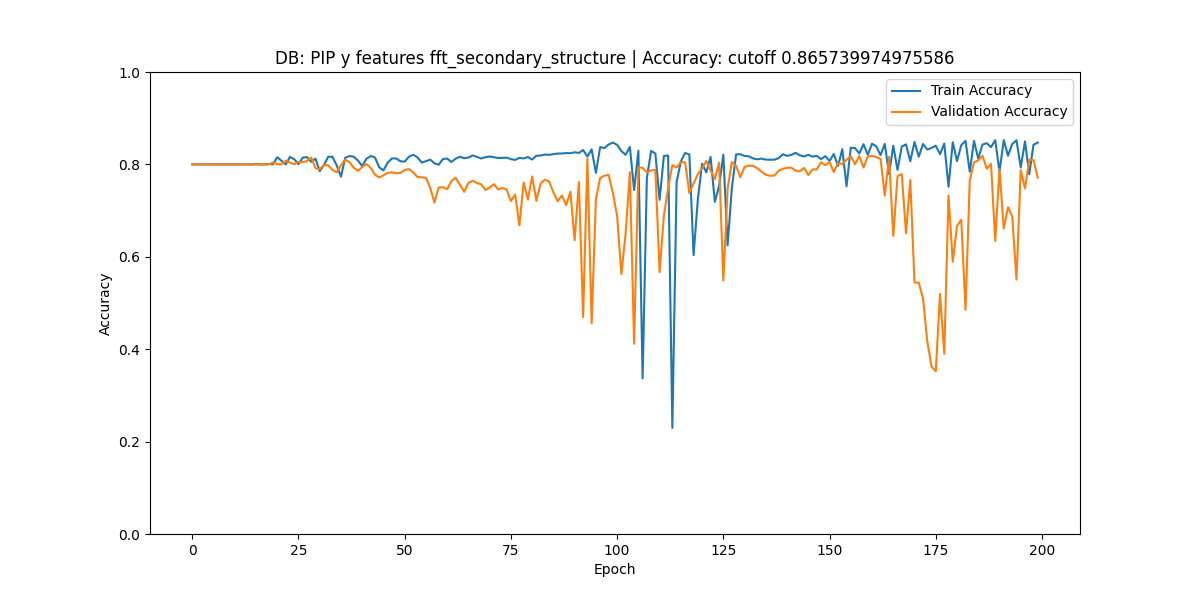 DB: PIP y features fft_secondary_structure | Accuracy: cutoff 0.865739974975586
Train Accuracy
Validation Accuracy
Accuracy
1.0
0.8
0.6
0.4
0.2
0.0
0 25 50 75 100 125 150 175 200
Epoch